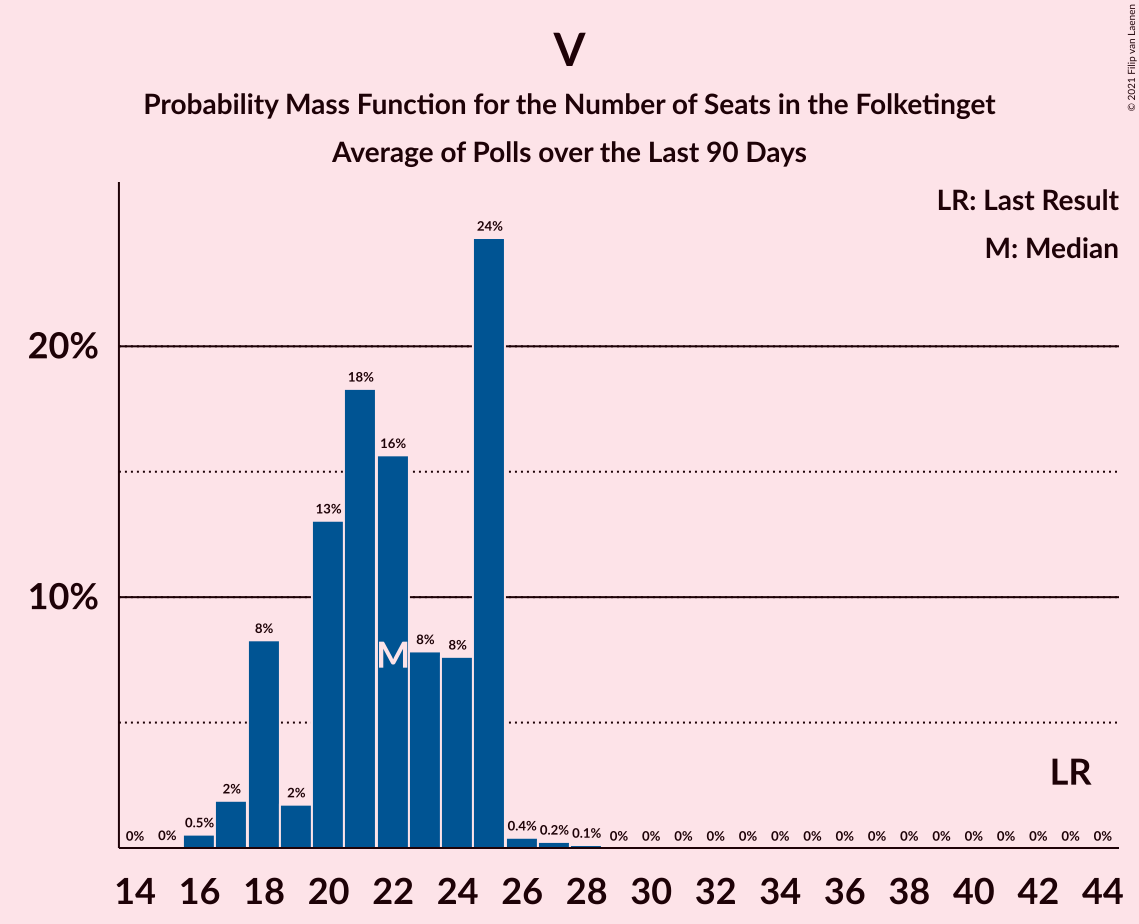 V
Probability Mass Function for the Number of Seats in the Folketinget
Average of Polls over the Last 90 Days
© 2021 Filip van Laenen
LR: Last Result
M: Median
24%
20%
18%
16%
13%
10%
8%
8%
8%
M
2%
2%
0.5%
0.4%
0.2%
0.1%
LR
0% 0% 0% 0% 0% 0% 0% 0% 0% 0% 0% 0% 0% 0% 0% 0% 0% 0%
14 16 18 20 22 24 26 28 30 32 34 36 38 40 42 44